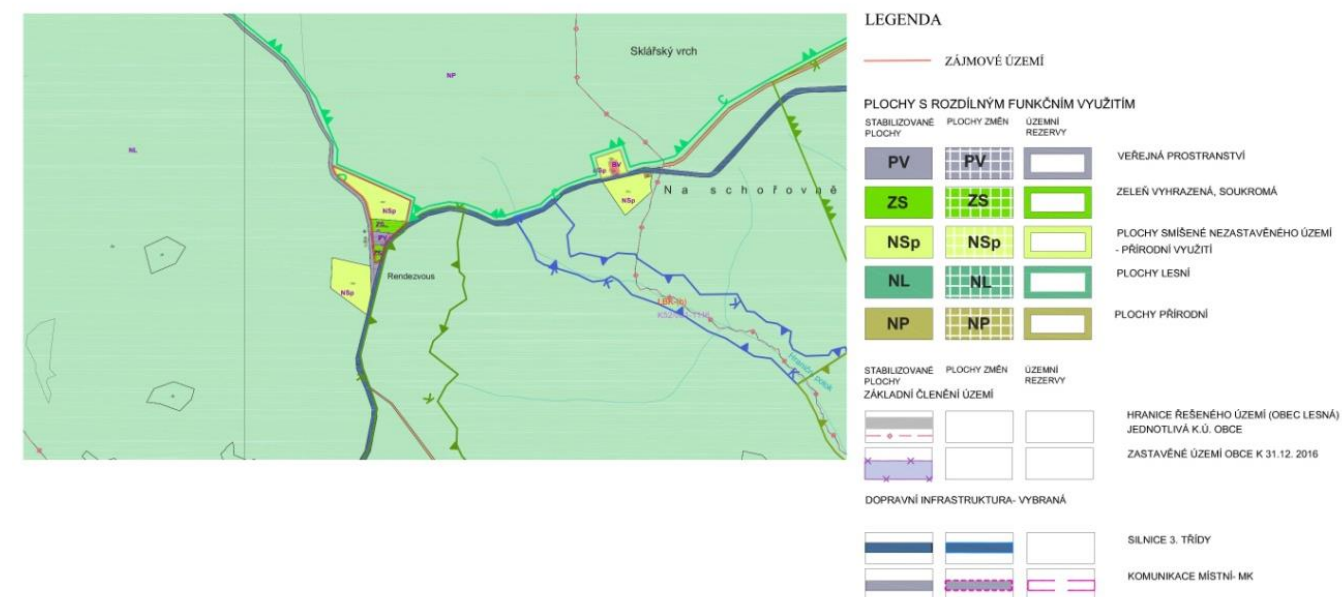 Sklářský vrch
NP
NL
NSp
BV
NSp
Na schořovně
NSp
ZS
PV
Rendezvous
NSp
Hraniční potok
LEGENDA
ZÁJMOVÉ ÚZEMÍ
PLOCHY S ROZDÍLNÝM FUNKČNÍM VYUŽITÍM
STABILIZOVANÉ PLOCHY
PLOCHY ZMĚN
ÚZEMNÍ REZERVY
PV PV VEŘEJNÁ PROSTRANSTVÍ
ZS ZS ZELEŇ VYHRAZENÁ, SOUKROMÁ
NSp NSp PLOCHY SMÍŠENÉ NEZASTAVĚNÉHO ÚZEMÍ
- PŘÍRODNÍ VYUŽITÍ
NL NL PLOCHY LESNÍ
NP NP PLOCHY PŘÍRODNÍ
STABILIZOVANÉ PLOCHY
PLOCHY ZMĚN
ÚZEMNÍ REZERVY
ZÁKLADNÍ ČLENĚNÍ ÚZEMÍ
HRANICE ŘEŠENÉHO ÚZEMÍ (OBEC LESNÁ)
JEDNOTLIVÁ K.Ú. OBCE
ZASTAVĚNÉ ÚZEMÍ OBCE K 31.12. 2016
DOPRAVNÍ INFRASTRUKTURA- VYBRANÁ
SILNICE 3. TŘÍDY
KOMUNIKACE MÍSTNÍ- MK